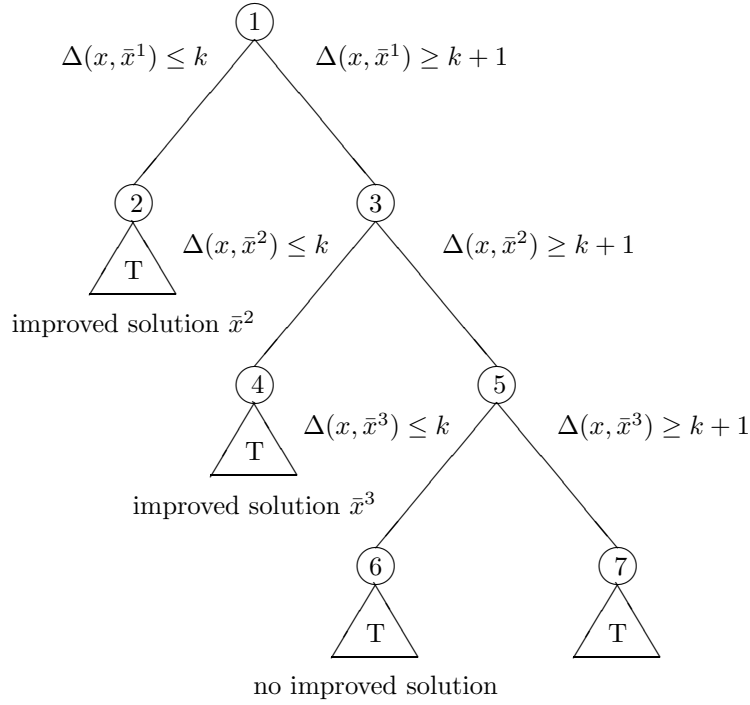 1
Δ(x, x̄¹) ≤ k
Δ(x, x̄¹) ≥ k + 1
2
3
T
Δ(x, x̄²) ≤ k
Δ(x, x̄²) ≥ k + 1
improved solution x̄²
4
5
T
Δ(x, x̄³) ≤ k
Δ(x, x̄³) ≥ k + 1
improved solution x̄³
6
7
T
T
no improved solution